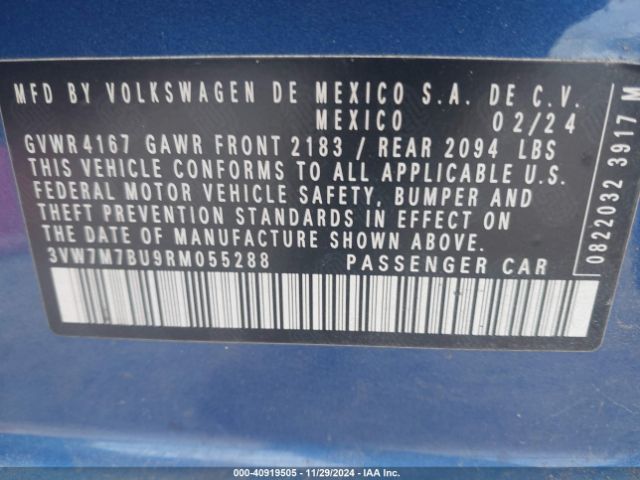 MFD BY VOLKSWAGEN DE MEXICO S.A. DE C.V.
MEXICO 02/24
GVWR 4167 GAWR FRONT 2183 / REAR 2094 LBS
THIS VEHICLE CONFORMS TO ALL APPLICABLE U.S.
FEDERAL MOTOR VEHICLE SAFETY, BUMPER AND
THEFT PREVENTION STANDARDS IN EFFECT ON
THE DATE OF MANUFACTURE SHOWN ABOVE.
3VW7M7BU9RM055288 PASSENGER CAR
0822032 3917 M
000-40919505 - 11/29/2024 - IAA Inc.